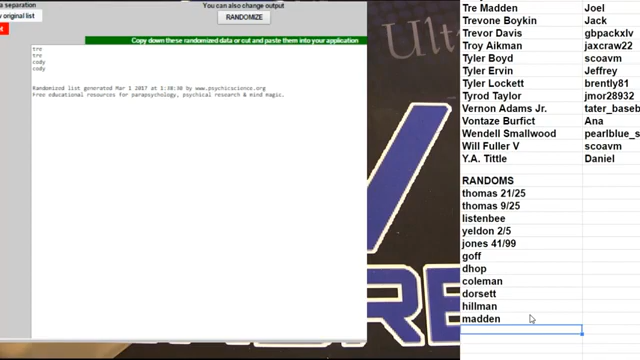 a separation
original list
You can also change output
RANDOMIZE
Copy down these randomized data or cut and paste them into your application
tre
tre
cody
cody
Randomized list generated Mar 1 2017 at 1:38:38 by www.psychicscience.org
Free educational resources for parapsychology, psychical research & mind magic.
Ult
Tre Madden Joel
Trevone Boykin Jack
Trevor Davis gbpackxlv
Troy Aikman jaxcraw22
Tyler Boyd scoavm
Tyler Ervin Jeffrey
Tyler Lockett brently81
Tyrod Taylor jmor28932
Vernon Adams Jr. tater_baseb
Vontaze Burfict Ana
Wendell Smallwood pearlblue_s
Will Fuller V scoavm
Y.A. Tittle Daniel
RANDOMS
thomas 21/25
thomas 9/25
listenbee
yeldon 2/5
jones 41/99
goff
dhop
coleman
dorsett
hillman
madden